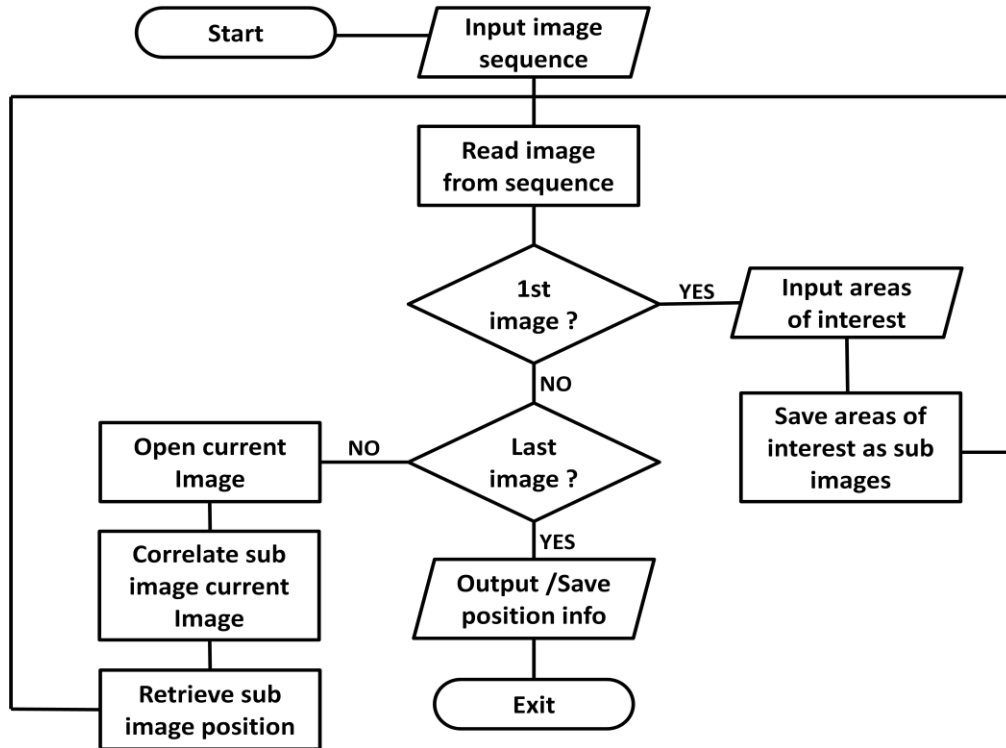 Start
Input image
sequence
Read image
from sequence
1st
image ?
YES
Input areas
of interest
Save areas of
interest as sub
images
NO
Last
image ?
NO
Open current
Image
Correlate sub
image current
Image
Retrieve sub
image position
YES
Output /Save
position info
Exit